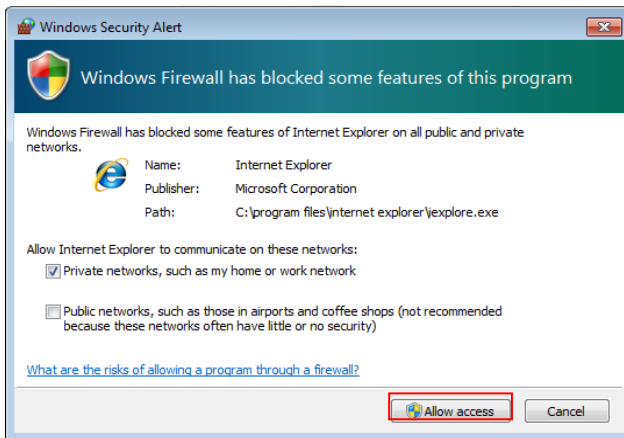 Windows Security Alert
Windows Firewall has blocked some features of this program
Windows Firewall has blocked some features of Internet Explorer on all public and private
networks.
Name: Internet Explorer
Publisher: Microsoft Corporation
Path: C:\program files\internet explorer\iexplore.exe
Allow Internet Explorer to communicate on these networks:
Private networks, such as my home or work network
Public networks, such as those in airports and coffee shops (not recommended
because these networks often have little or no security)
What are the risks of allowing a program through a firewall?
Allow access Cancel